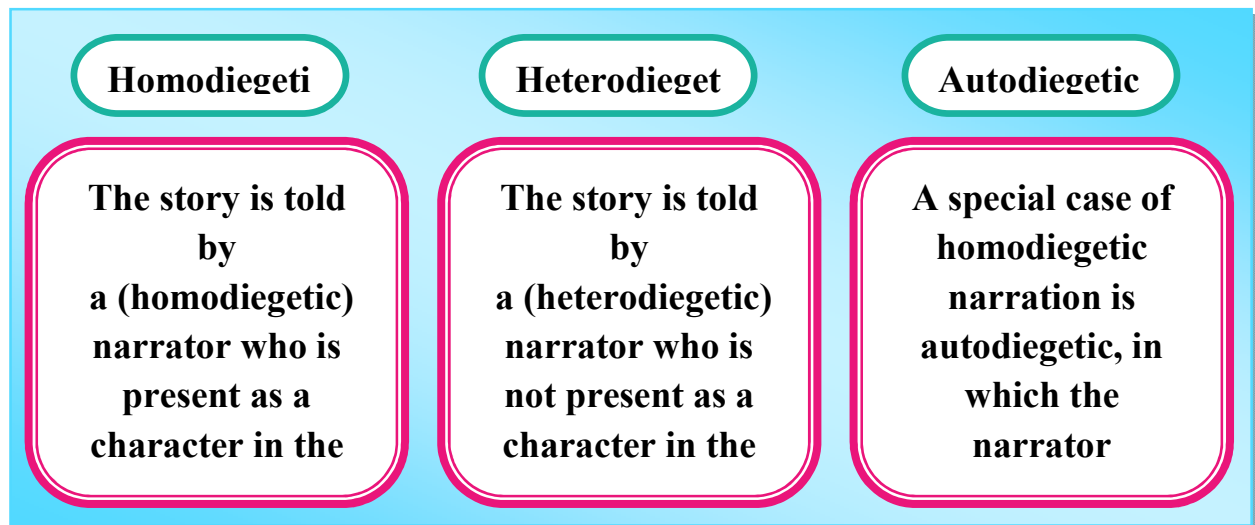 Homodiegeti
The story is told
by
a (homodiegetic)
narrator who is
present as a
character in the
Heterodieget
The story is told
by
a (heterodiegetic)
narrator who is
not present as a
character in the
Autodiegetic
A special case of
homodiegetic
narration is
autodiegetic, in
which the
narrator